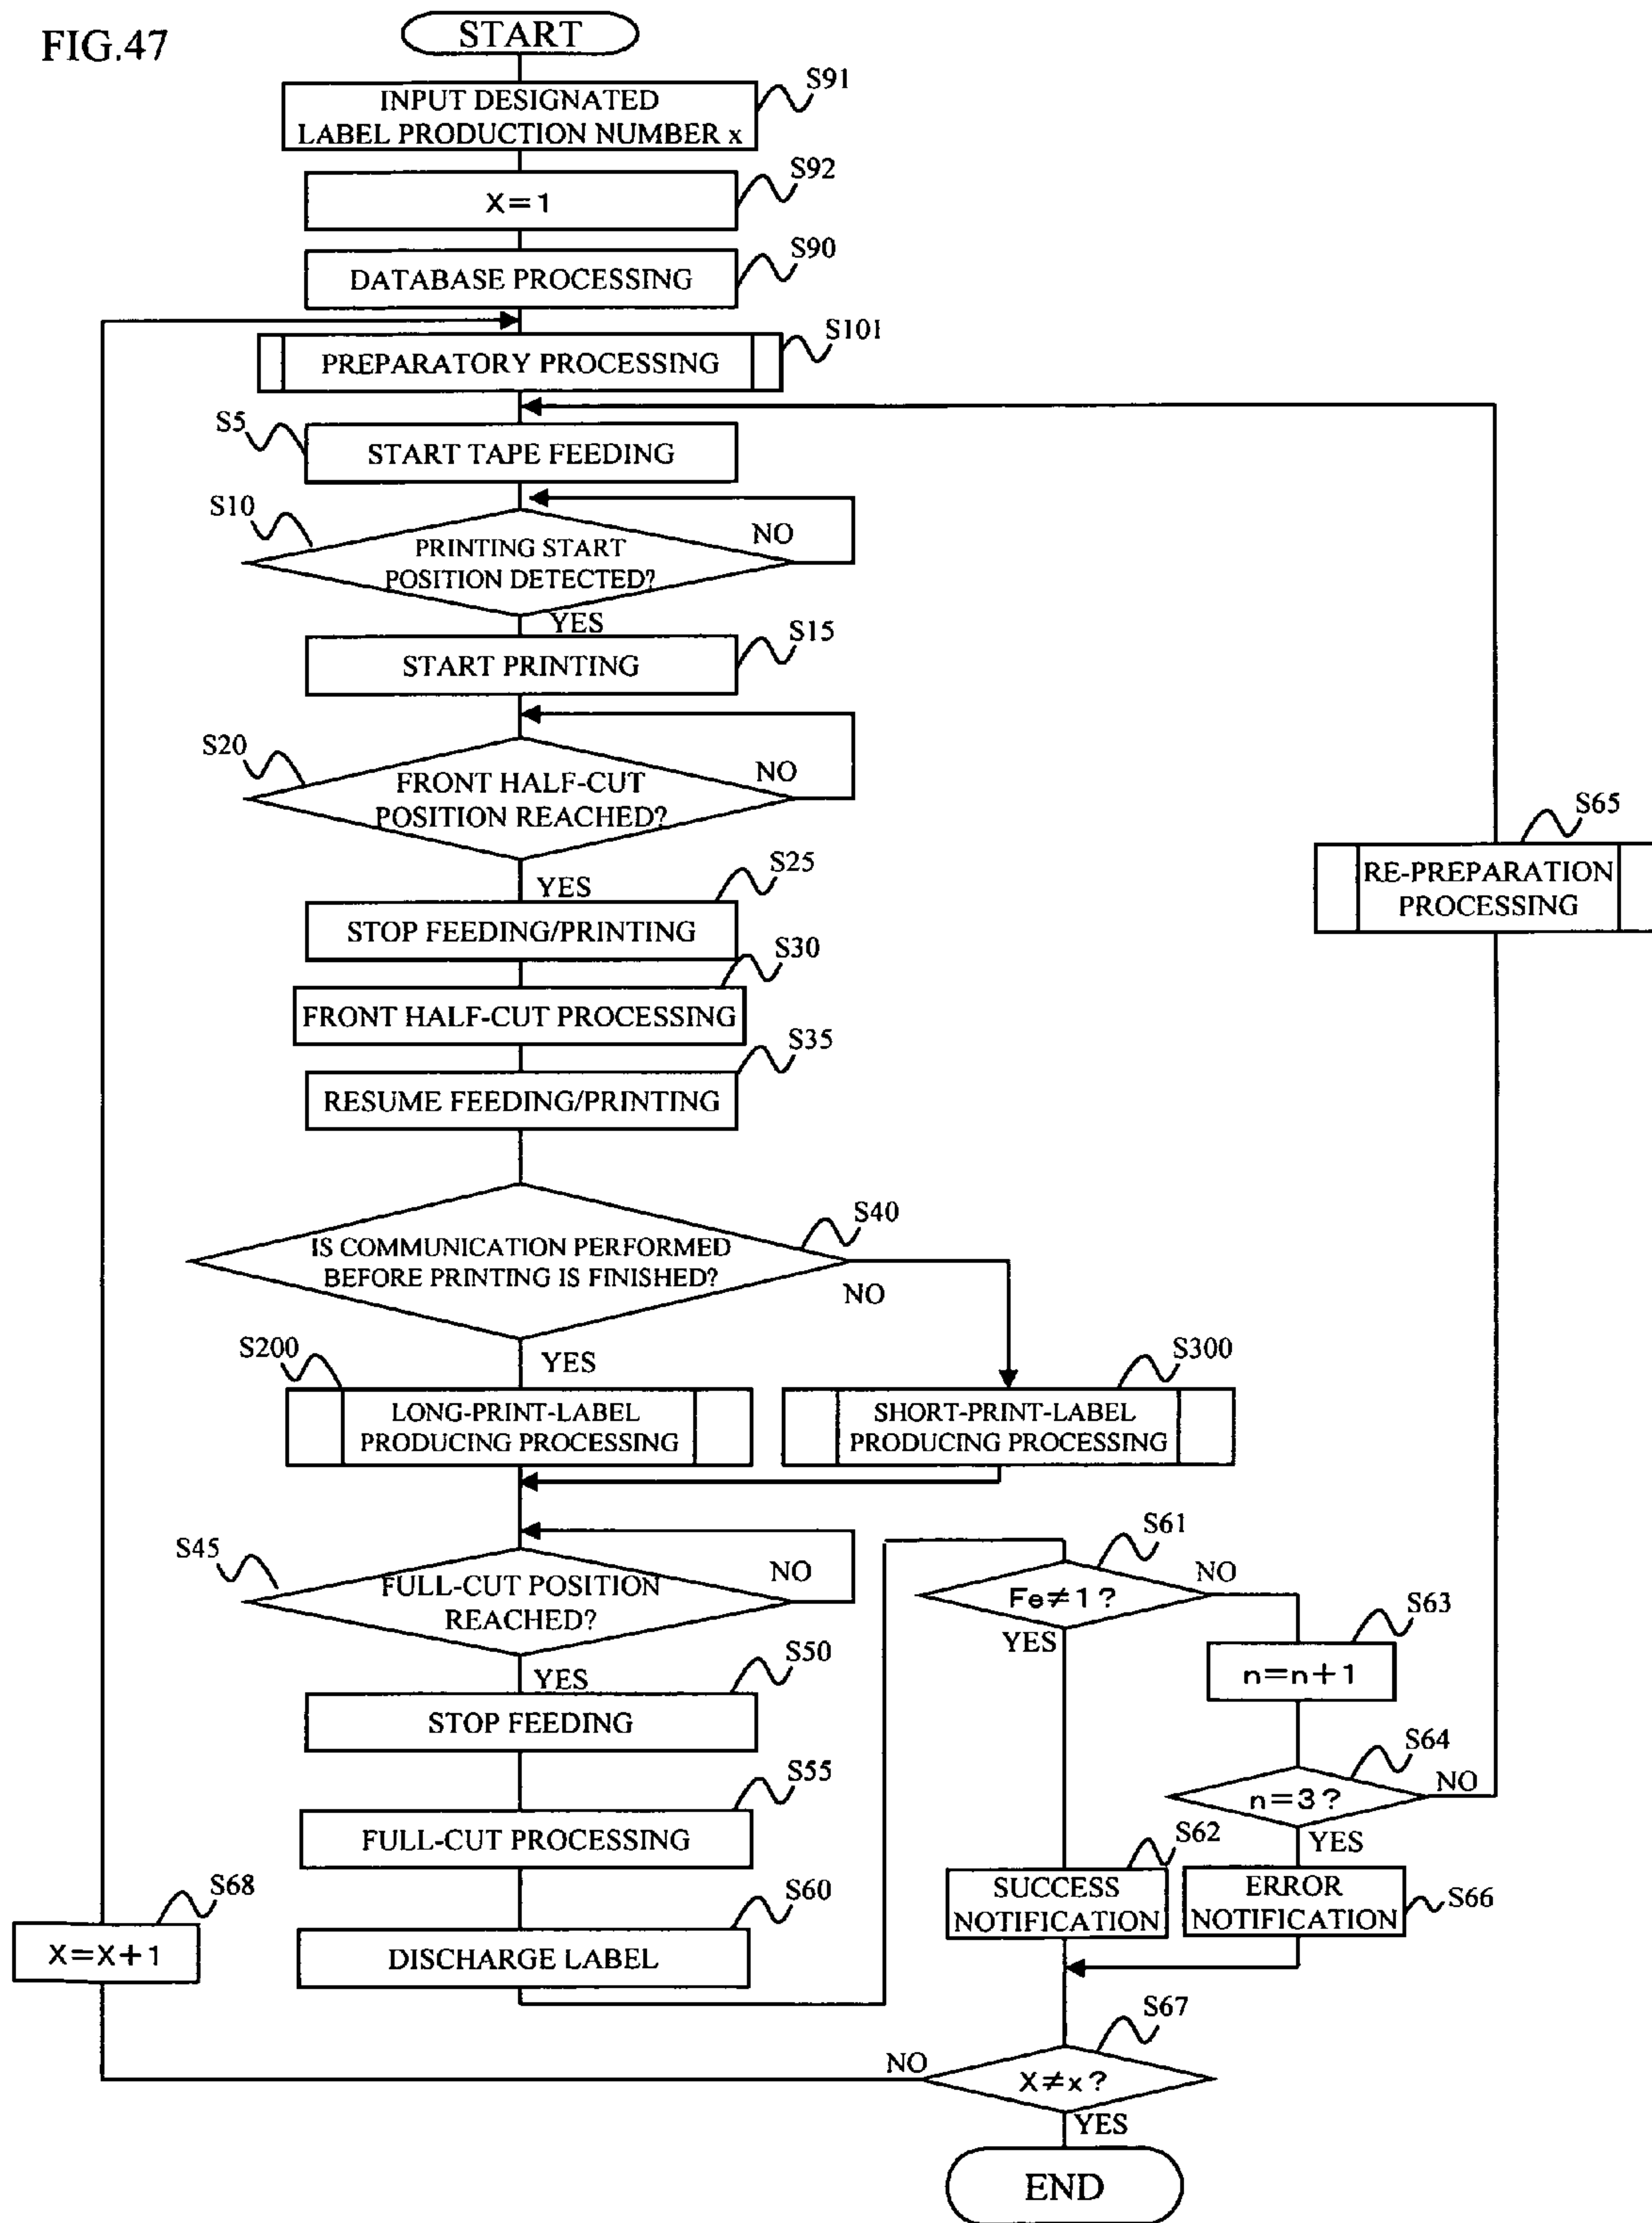 FIG.47
START
INPUT DESIGNATED
LABEL PRODUCTION NUMBER x
S91
X=1
S92
DATABASE PROCESSING
S90
PREPARATORY PROCESSING
S101
S5
START TAPE FEEDING
S10
PRINTING START
POSITION DETECTED?
NO
YES
START PRINTING
S15
S20
FRONT HALF-CUT
POSITION REACHED?
NO
YES
S25
STOP FEEDING/PRINTING
S30
FRONT HALF-CUT PROCESSING
S35
RESUME FEEDING/PRINTING
S65
RE-PREPARATION
PROCESSING
S40
IS COMMUNICATION PERFORMED
BEFORE PRINTING IS FINISHED?
NO
YES
S200
LONG-PRINT-LABEL
PRODUCING PROCESSING
S300
SHORT-PRINT-LABEL
PRODUCING PROCESSING
S45
FULL-CUT POSITION
REACHED?
NO
YES
S50
STOP FEEDING
S55
FULL-CUT PROCESSING
S60
DISCHARGE LABEL
S61
Fe≠1?
NO
YES
S63
n=n+1
S64
n=3?
NO
YES
S62
SUCCESS
NOTIFICATION
ERROR
NOTIFICATION
S66
S68
X=X+1
S67
X≠x?
NO
YES
END